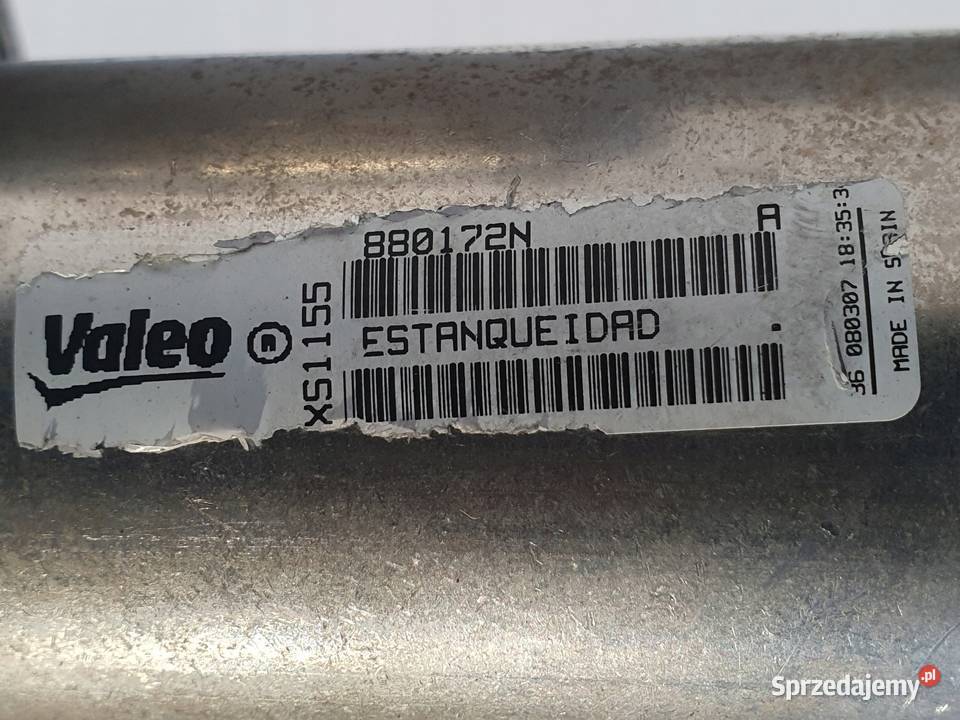 880172N A
Valeo
XS1155
ESTANQUEIDAD .
36 080307 18:35:3
MADE IN SPAIN
Sprzedajemy.pl